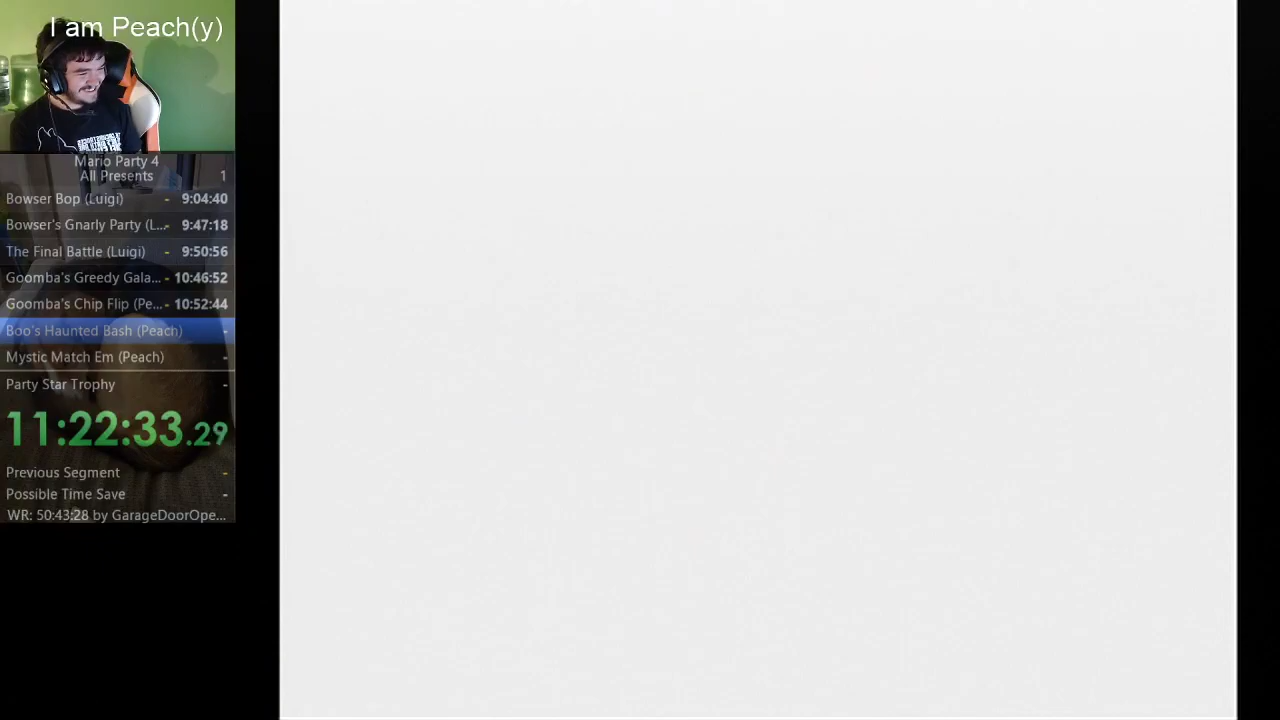 I am Peach(y)
Mario Party 4
All Presents 1
Bowser Bop (Luigi) - 9:04:40
Bowser's Gnarly Party (L... - 9:47:18
The Final Battle (Luigi) - 9:50:56
Goomba's Greedy Gala... - 10:46:52
Goomba's Chip Flip (Pe... - 10:52:44
Boo's Haunted Bash (Peach) -
Mystic Match Em (Peach) -
Party Star Trophy -
11:22:33.29
Previous Segment -
Possible Time Save -
WR: 50:43:28 by GarageDoorOpe...